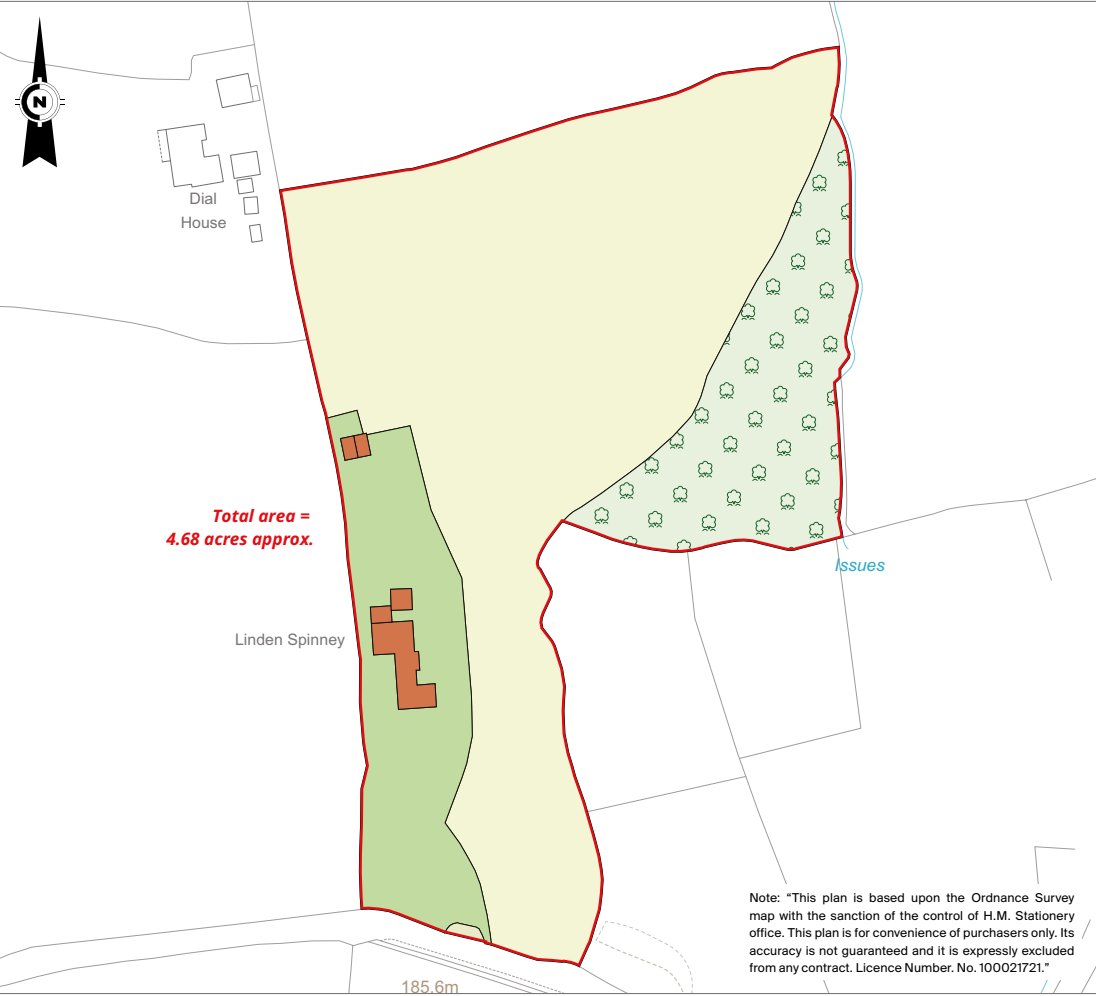 N
Dial
House
Total area =
4.68 acres approx.
Issues
Linden Spinney
Note: “This plan is based upon the Ordnance Survey
map with the sanction of the control of H.M. Stationery
office. This plan is for convenience of purchasers only. Its
accuracy is not guaranteed and it is expressly excluded
from any contract. Licence Number. No. 100021721.”
185.6m